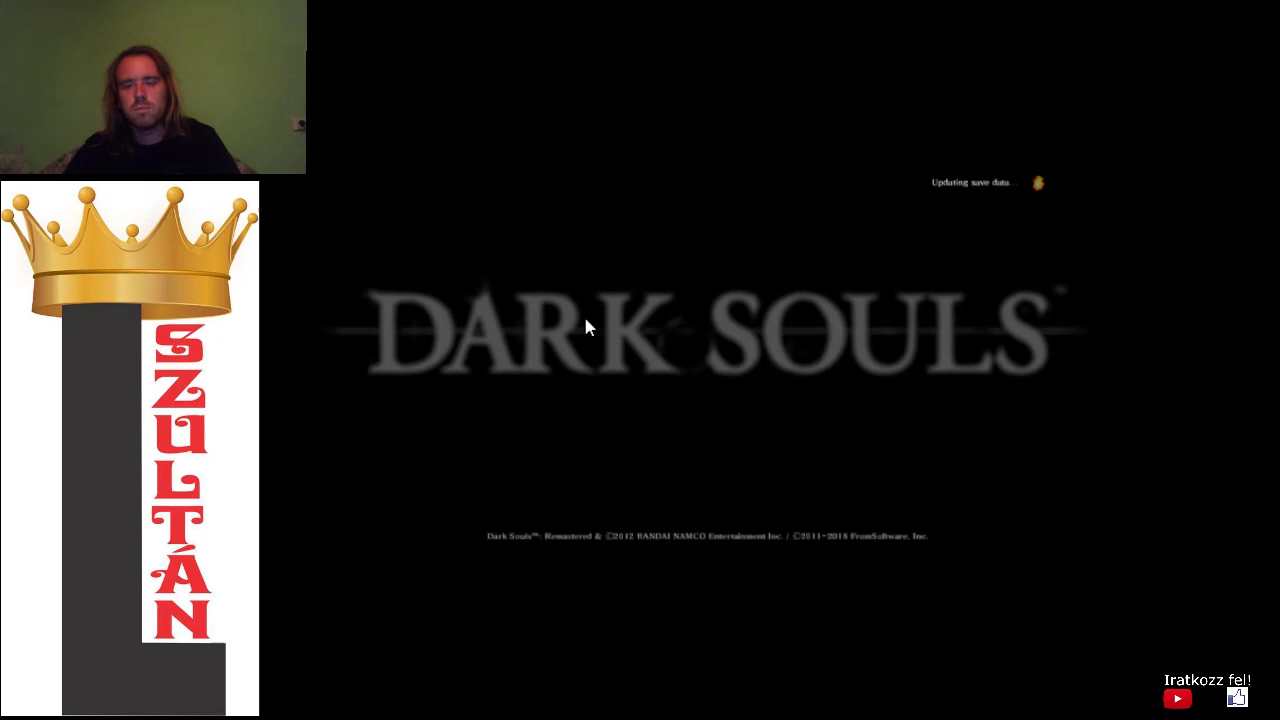 Updating save data...
DARK SOULS™
L
SZULTÁN
Dark Souls™: Remastered & ©2012 BANDAI NAMCO Entertainment Inc. / ©2011-2018 FromSoftware, Inc.
Iratkozz fel!